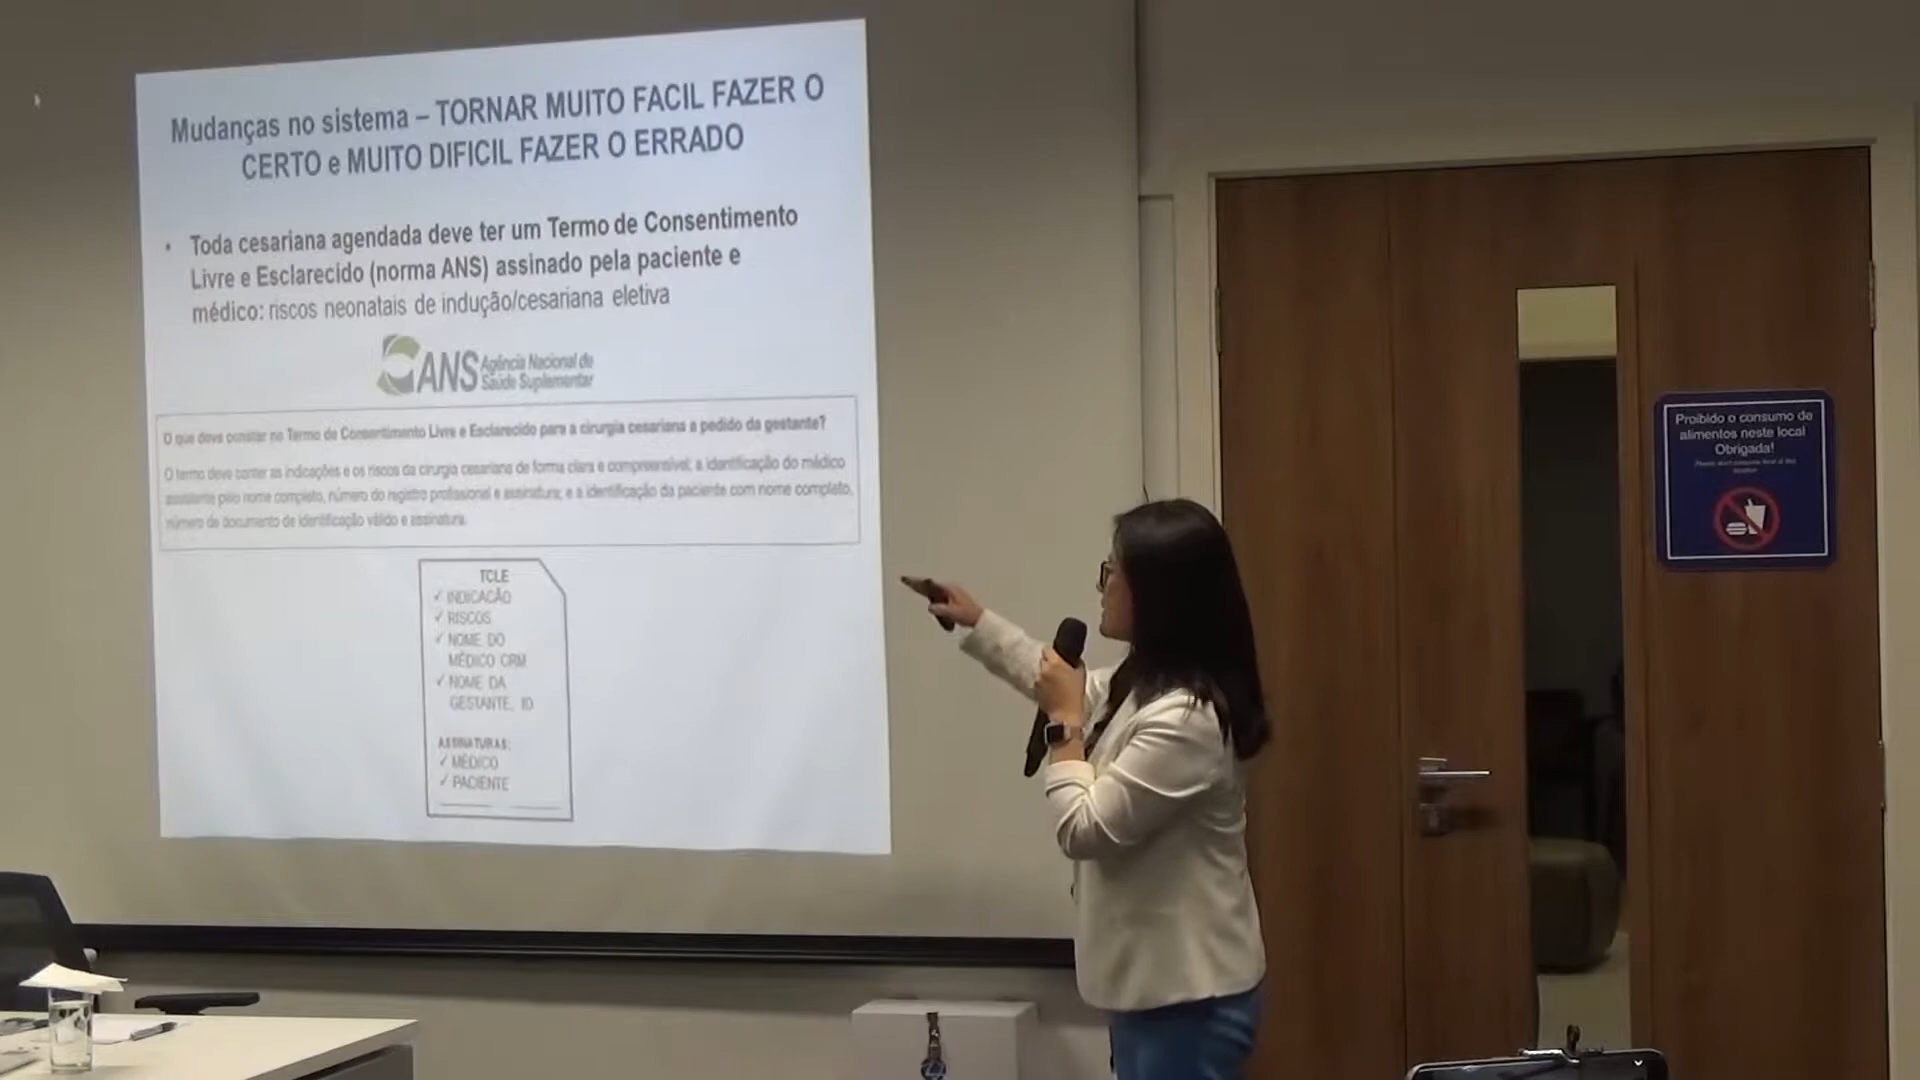 Mudanças no sistema – TORNAR MUITO FACIL FAZER O
CERTO e MUITO DIFICIL FAZER O ERRADO
• Toda cesariana agendada deve ter um Termo de Consentimento
Livre e Esclarecido (norma ANS) assinado pela paciente e
médico: riscos neonatais de indução/cesariana eletiva
ANS Agência Nacional de
Saúde Suplementar
O que deve constar no Termo de Consentimento Livre e Esclarecido para a cirurgia cesariana a pedido da gestante?
O termo deve conter as indicações e os riscos da cirurgia cesariana de forma clara e compreensível; a identificação do médico
assistente pelo nome completo, número do registro profissional e assinatura; e a identificação da paciente com nome completo,
número de documento de identificação válido e assinatura.
TCLE
✓ INDICACÃO
✓ RISCOS
✓ NOME DO
MÉDICO CRM
✓ NOME DA
GESTANTE, ID
ASSINATURAS:
✓ MÉDICO
✓ PACIENTE
Proibido o consumo de
alimentos neste local
Obrigada!